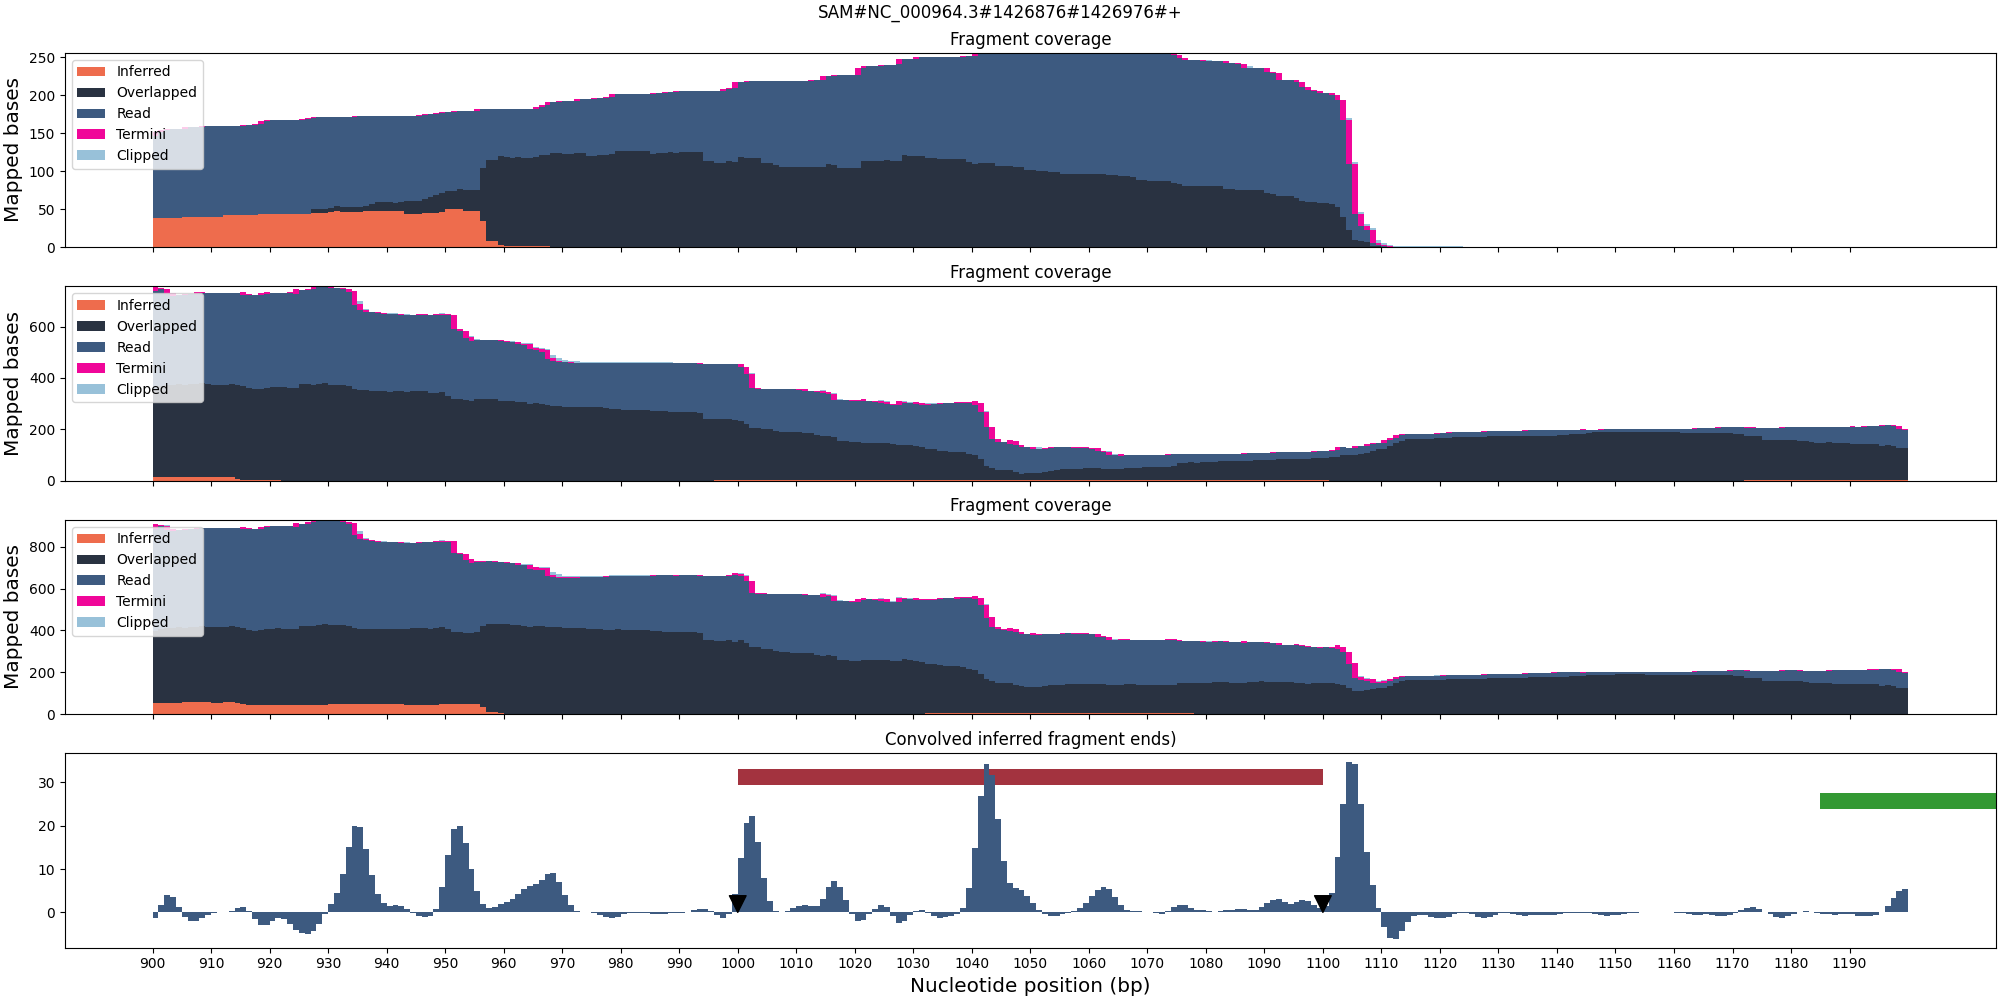 SAM#NC_000964.3#1426876#1426976#+
Fragment coverage
Mapped bases
250
200
150
100
50
0
Inferred
Overlapped
Read
Termini
Clipped
Fragment coverage
Mapped bases
600
400
200
0
Inferred
Overlapped
Read
Termini
Clipped
Fragment coverage
Mapped bases
800
600
400
200
0
Inferred
Overlapped
Read
Termini
Clipped
Convolved inferred fragment ends)
30
20
10
0
900 910 920 930 940 950 960 970 980 990 1000 1010 1020 1030 1040 1050 1060 1070 1080 1090 1100 1110 1120 1130 1140 1150 1160 1170 1180 1190
Nucleotide position (bp)